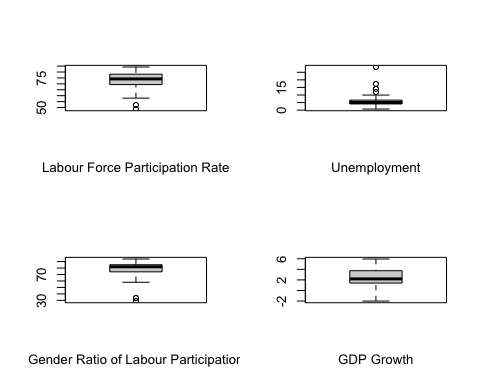 75
50
Labour Force Participation Rate
15
0
Unemployment
70
30
Gender Ratio of Labour Participation
6
2
-2
GDP Growth